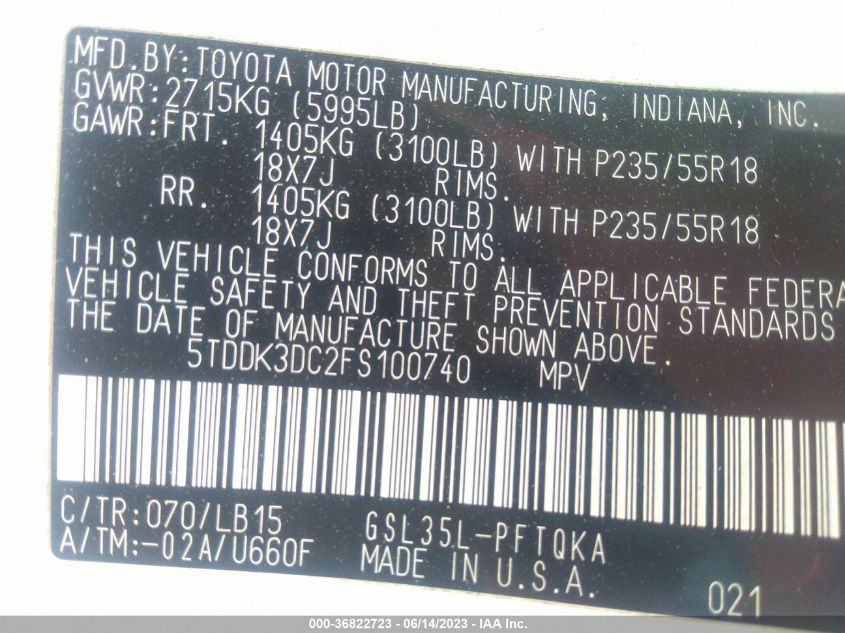 MFD.BY:TOYOTA MOTOR MANUFACTURING, INDIANA, INC.
GVWR:2715KG (5995LB)
GAWR:FRT. 1405KG (3100LB) WITH P235/55R18
18X7J RIMS.
RR. 1405KG (3100LB) WITH P235/55R18
18X7J RIMS.
THIS VEHICLE CONFORMS TO ALL APPLICABLE FEDERA
VEHICLE SAFETY AND THEFT PREVENTION STANDARDS
THE DATE OF MANUFACTURE SHOWN ABOVE.
5TDDK3DC2FS100740 MPV
C/TR:070/LB15 GSL35L-PFTQKA
A/TM:-02A/U660F MADE IN U.S.A.
021
000-36822723 - 06/14/2023 - IAA Inc.